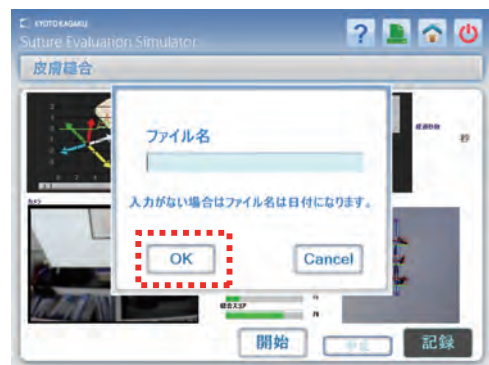 KYOTO KAGAKU
Suture Evaluation Simulator
?
皮膚縫合
ファイル名
秒
入力がない場合はファイル名は日付になります。
OK
Cancel
開始
中止
記録